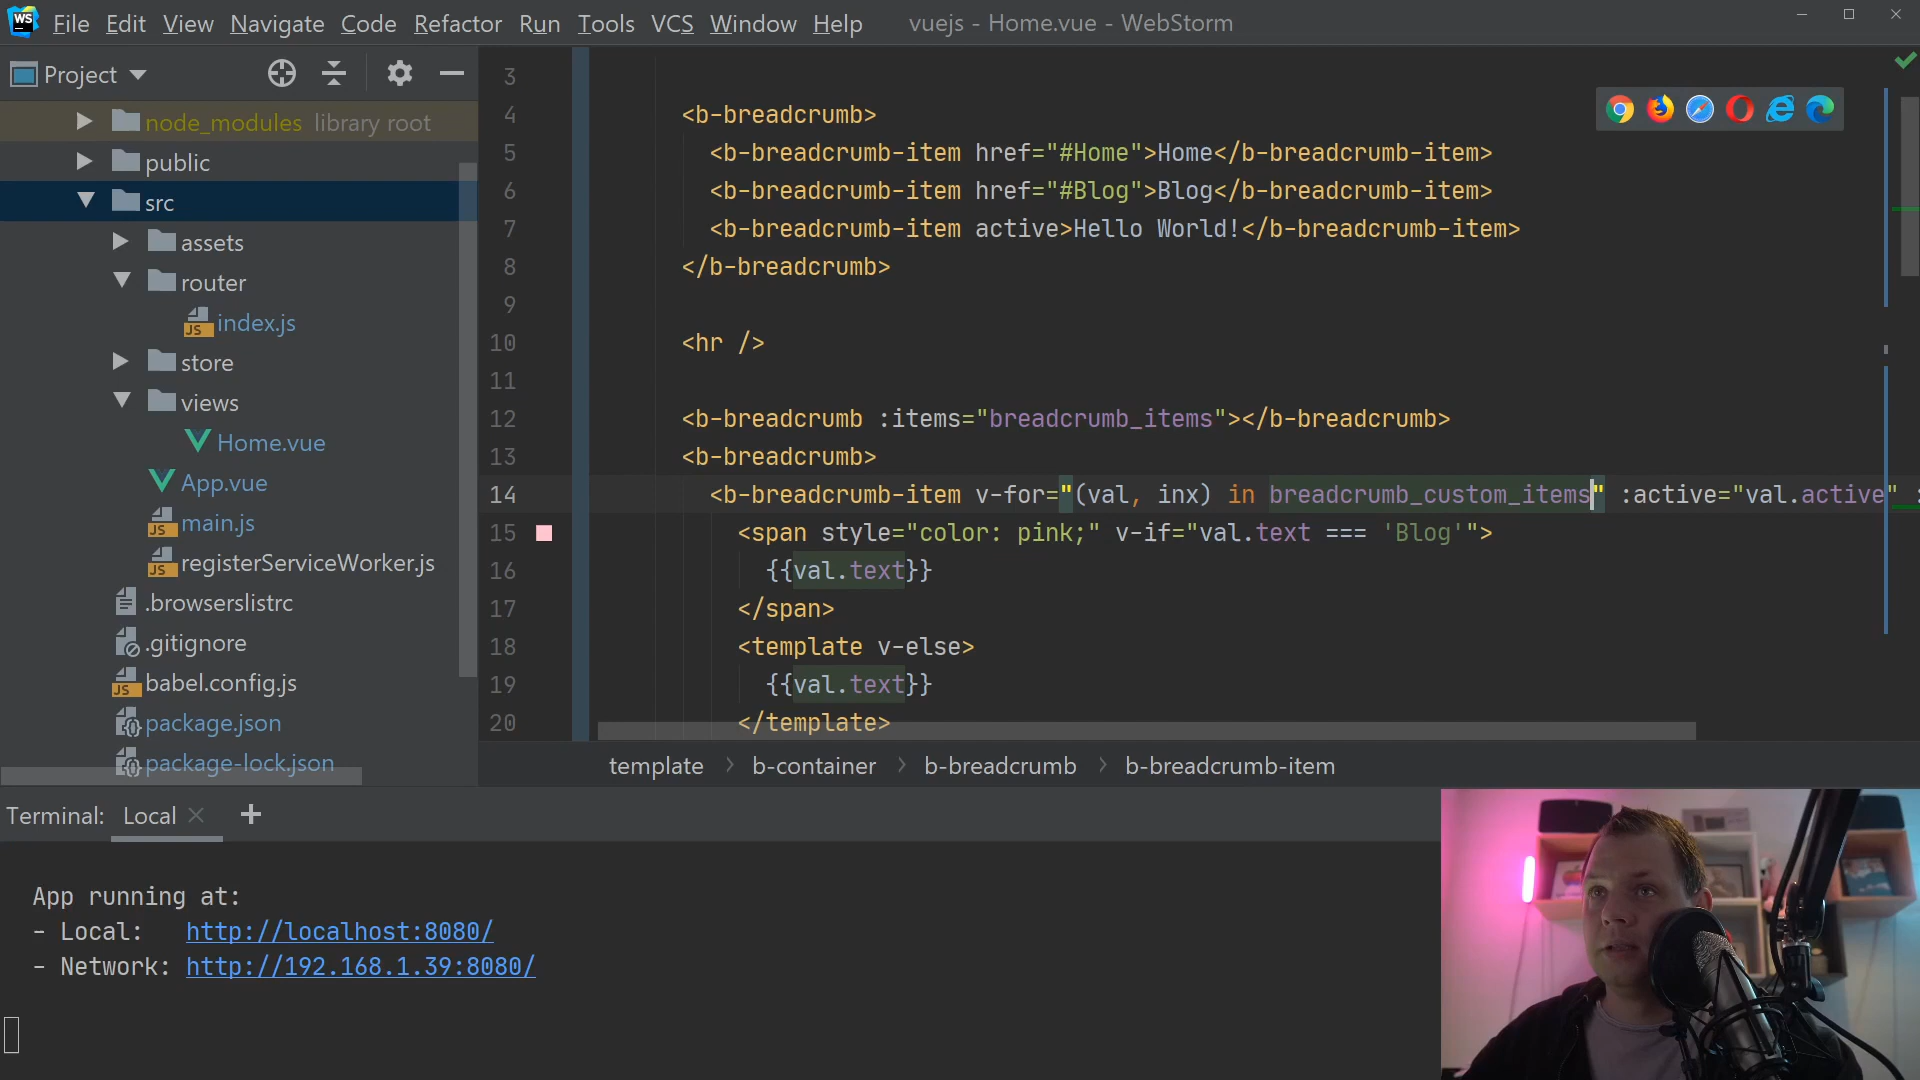 WS File Edit View Navigate Code Refactor Run Tools VCS Window Help vuejs - Home.vue - WebStorm
Project
node_modules library root
public
src
assets
router
JS index.js
store
views
Home.vue
App.vue
JS main.js
JS registerServiceWorker.js
.browserslistrc
.gitignore
JS babel.config.js
package.json
package-lock.json
3
4 <b-breadcrumb>
5 <b-breadcrumb-item href="#Home">Home</b-breadcrumb-item>
6 <b-breadcrumb-item href="#Blog">Blog</b-breadcrumb-item>
7 <b-breadcrumb-item active>Hello World!</b-breadcrumb-item>
8 </b-breadcrumb>
9
10 <hr />
11
12 <b-breadcrumb :items="breadcrumb_items"></b-breadcrumb>
13 <b-breadcrumb>
14 <b-breadcrumb-item v-for="(val, inx) in breadcrumb_custom_items" :active="val.active" :
15 <span style="color: pink;" v-if="val.text === 'Blog'">
16 {{val.text}}
17 </span>
18 <template v-else>
19 {{val.text}}
20 </template>
template > b-container > b-breadcrumb > b-breadcrumb-item
Terminal: Local × +
App running at:
- Local: http://localhost:8080/
- Network: http://192.168.1.39:8080/